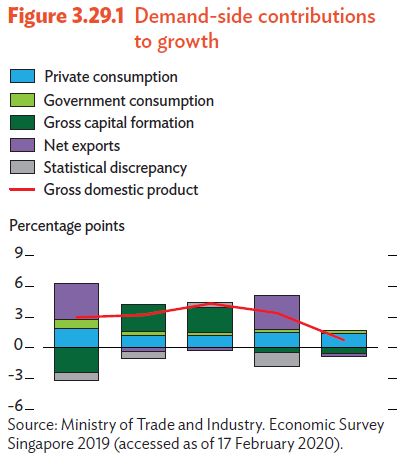 Figure 3.29.1 Demand-side contributions
to growth
Private consumption
Government consumption
Gross capital formation
Net exports
Statistical discrepancy
Gross domestic product
Percentage points
9
6
3
0
-3
-6
Source: Ministry of Trade and Industry. Economic Survey
Singapore 2019 (accessed as of 17 February 2020).